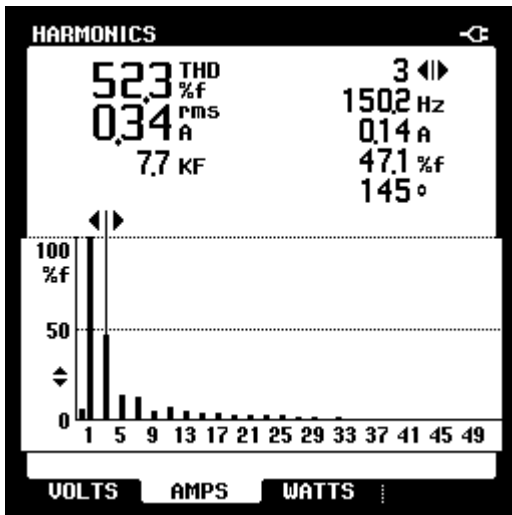 HARMONICS
52,3 THD %f
0,34 rms A
7,7 KF
3
150,2 Hz
0,14 A
47,1 %f
145 °
100
%f
50
0
1 5 9 13 17 21 25 29 33 37 41 45 49
VOLTS AMPS WATTS